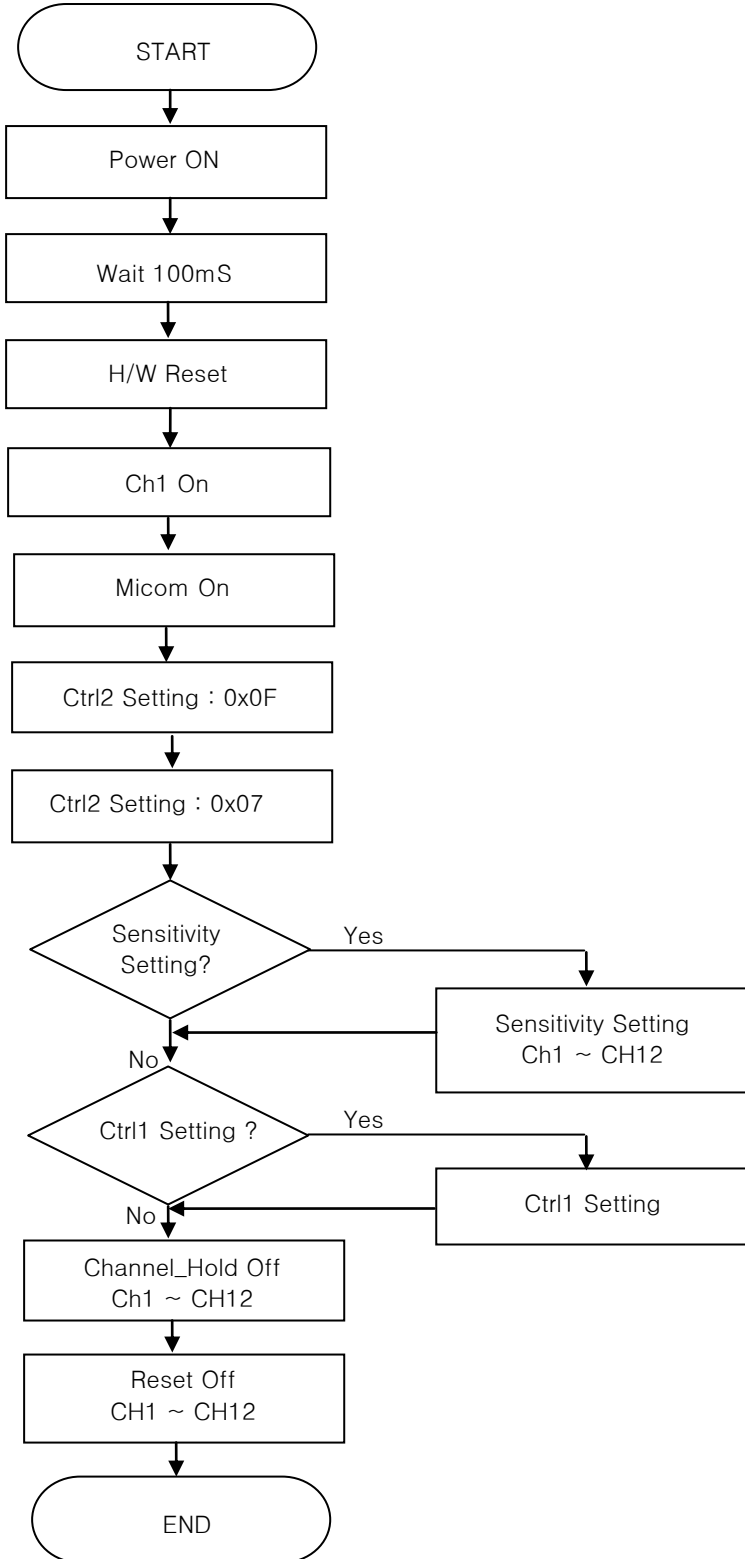 START
Power ON
Wait 100mS
H/W Reset
Ch1 On
Micom On
Ctrl2 Setting : 0x0F
Ctrl2 Setting : 0x07
Sensitivity
Setting?
Yes
Sensitivity Setting
Ch1 ~ CH12
No
Ctrl1 Setting ?
Yes
Ctrl1 Setting
No
Channel_Hold Off
Ch1 ~ CH12
Reset Off
CH1 ~ CH12
END